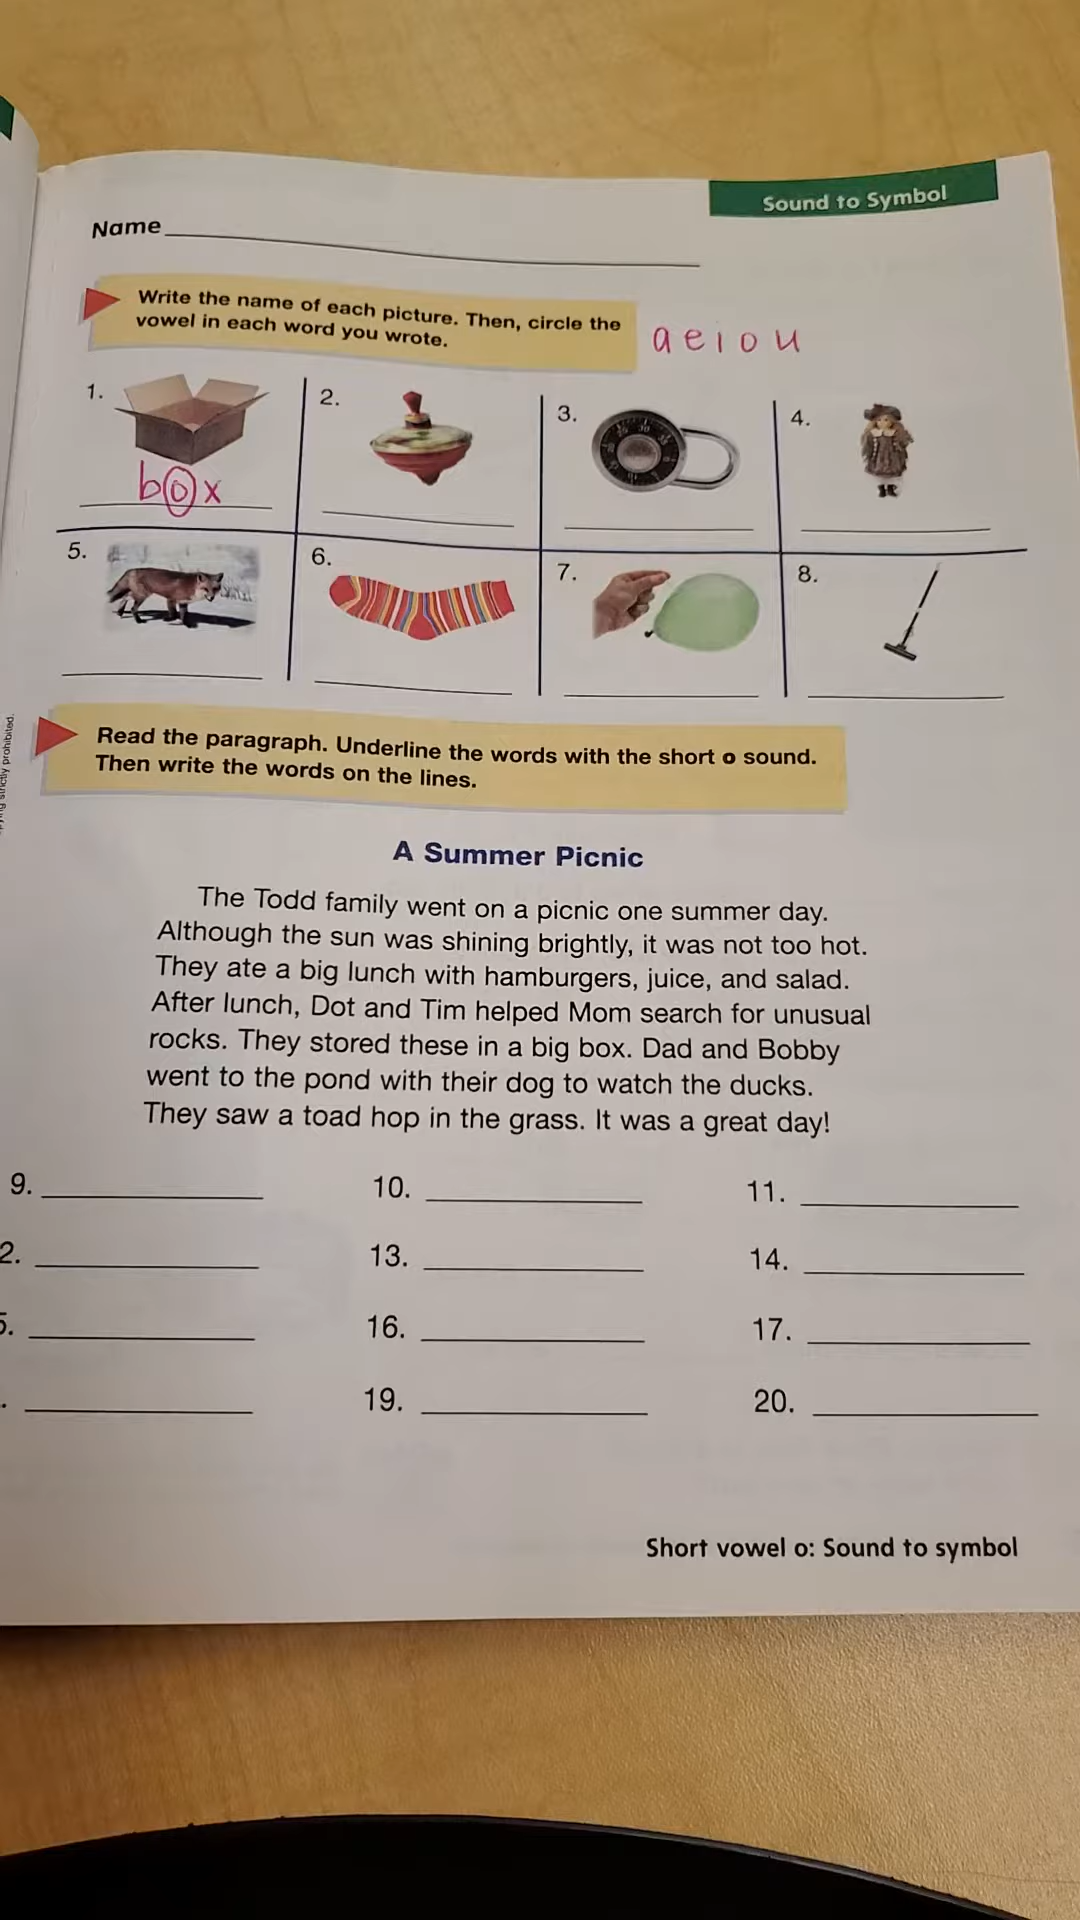 Sound to Symbol
Name
Write the name of each picture. Then, circle the
vowel in each word you wrote.
a e i o u
1.
2.
3.
4.
box
5.
6.
7.
8.
prohibited.
Read the paragraph. Underline the words with the short o sound.
Then write the words on the lines.
A Summer Picnic
The Todd family went on a picnic one summer day.
Although the sun was shining brightly, it was not too hot.
They ate a big lunch with hamburgers, juice, and salad.
After lunch, Dot and Tim helped Mom search for unusual
rocks. They stored these in a big box. Dad and Bobby
went to the pond with their dog to watch the ducks.
They saw a toad hop in the grass. It was a great day!
9.
10.
11.
2.
13.
14.
5.
16.
17.
.
19.
20.
Short vowel o: Sound to symbol